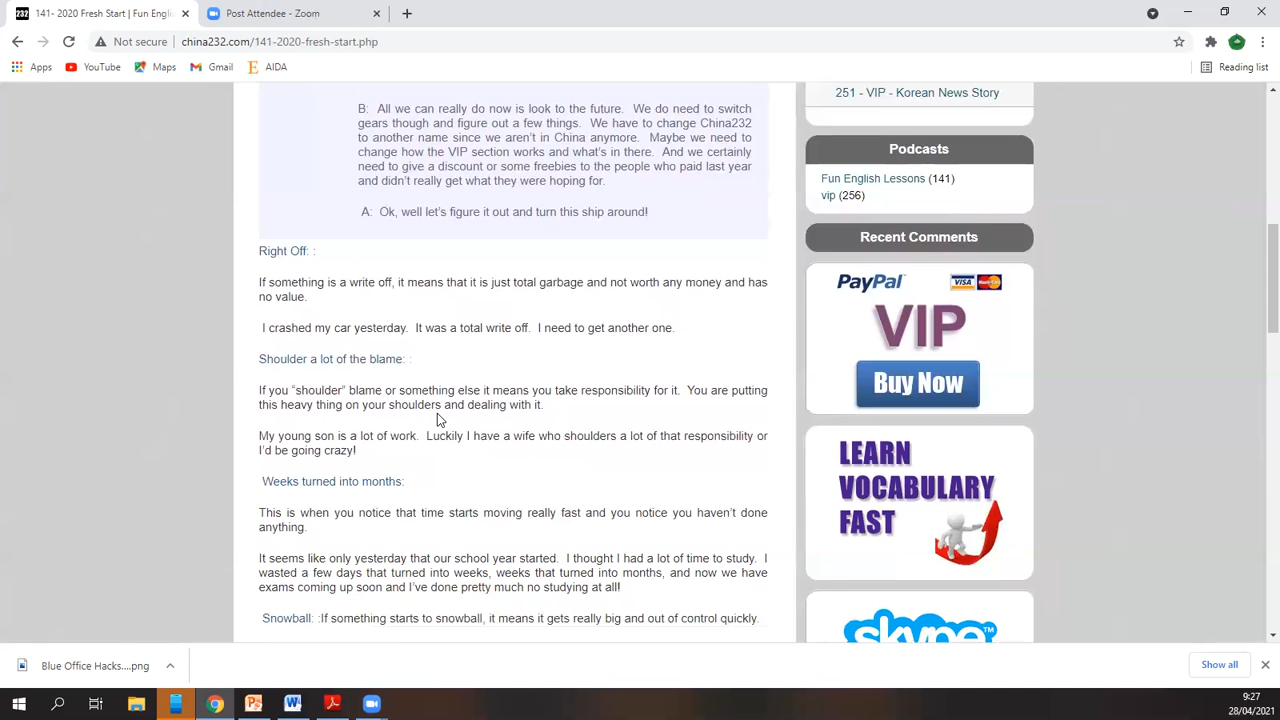 141- 2020 Fresh Start | Fun Engli
Post Attendee - Zoom
Not secure
china232.com/141-2020-fresh-start.php
Apps
YouTube
Maps
Gmail
AIDA
Reading list
B: All we can really do now is look to the future. We do need to switch
gears though and figure out a few things. We have to change China232
to another name since we aren't in China anymore. Maybe we need to
change how the VIP section works and what's in there. And we certainly
need to give a discount or some freebies to the people who paid last year
and didn't really get what they were hoping for.
A: Ok, well let's figure it out and turn this ship around!
Right Off: :
If something is a write off, it means that it is just total garbage and not worth any money and has
no value.
I crashed my car yesterday. It was a total write off. I need to get another one.
Shoulder a lot of the blame: :
If you “shoulder” blame or something else it means you take responsibility for it. You are putting
this heavy thing on your shoulders and dealing with it.
My young son is a lot of work. Luckily I have a wife who shoulders a lot of that responsibility or
I'd be going crazy!
Weeks turned into months:
This is when you notice that time starts moving really fast and you notice you haven't done
anything.
It seems like only yesterday that our school year started. I thought I had a lot of time to study. I
wasted a few days that turned into weeks, weeks that turned into months, and now we have
exams coming up soon and I've done pretty much no studying at all!
Snowball: :If something starts to snowball, it means it gets really big and out of control quickly.
251 - VIP - Korean News Story
Podcasts
Fun English Lessons (141)
vip (256)
Recent Comments
PayPal VISA MasterCard
VIP
Buy Now
LEARN
VOCABULARY
FAST
skype
Blue Office Hacks....png
Show all
9:27
28/04/2021